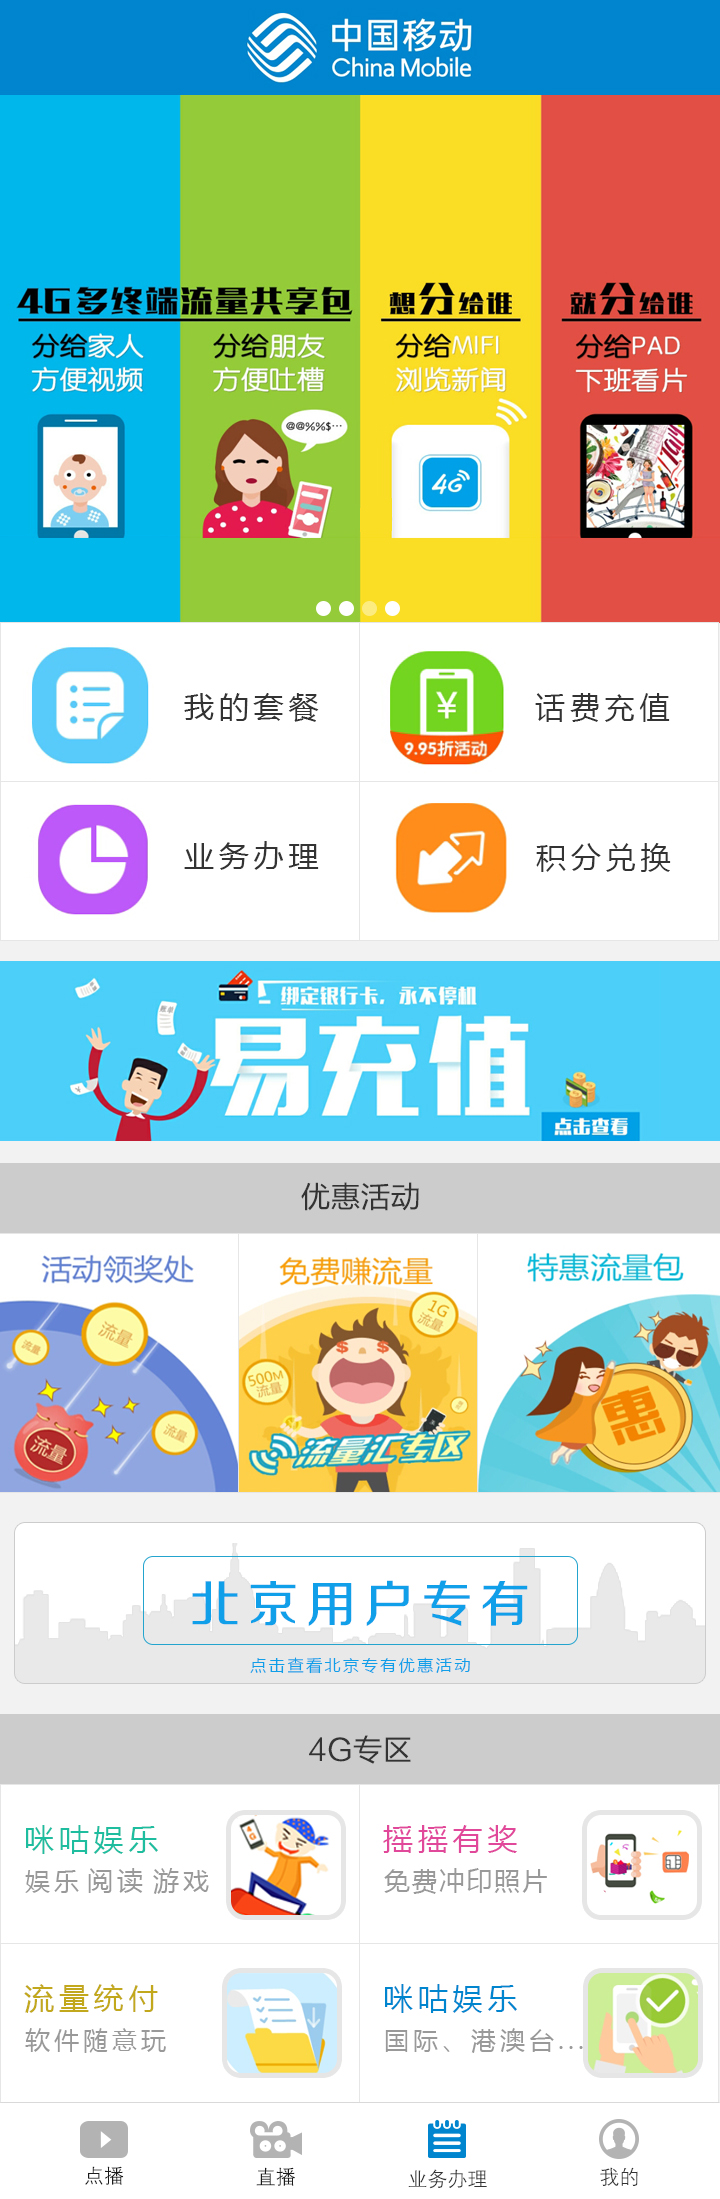 中国移动
China Mobile
4G多终端流量共享包
想分给谁
就分给谁
分给家人
方便视频
分给朋友
方便吐槽
分给MIFI
浏览新闻
分给PAD
下班看片
@@%%$...
4G
我的套餐
¥
9.95折活动
话费充值
业务办理
积分兑换
绑定银行卡，永不停机
易充值
点击查看
优惠活动
活动领奖处
流量
流量
流量
流量
免费赚流量
1G
流量
500M
流量
流量汇专区
特惠流量包
惠
北京用户专有
点击查看北京专有优惠活动
4G专区
咪咕娱乐
娱乐 阅读 游戏
4G
摇摇有奖
免费冲印照片
流量统付
软件随意玩
咪咕娱乐
国际、港澳台...
点播
直播
业务办理
我的